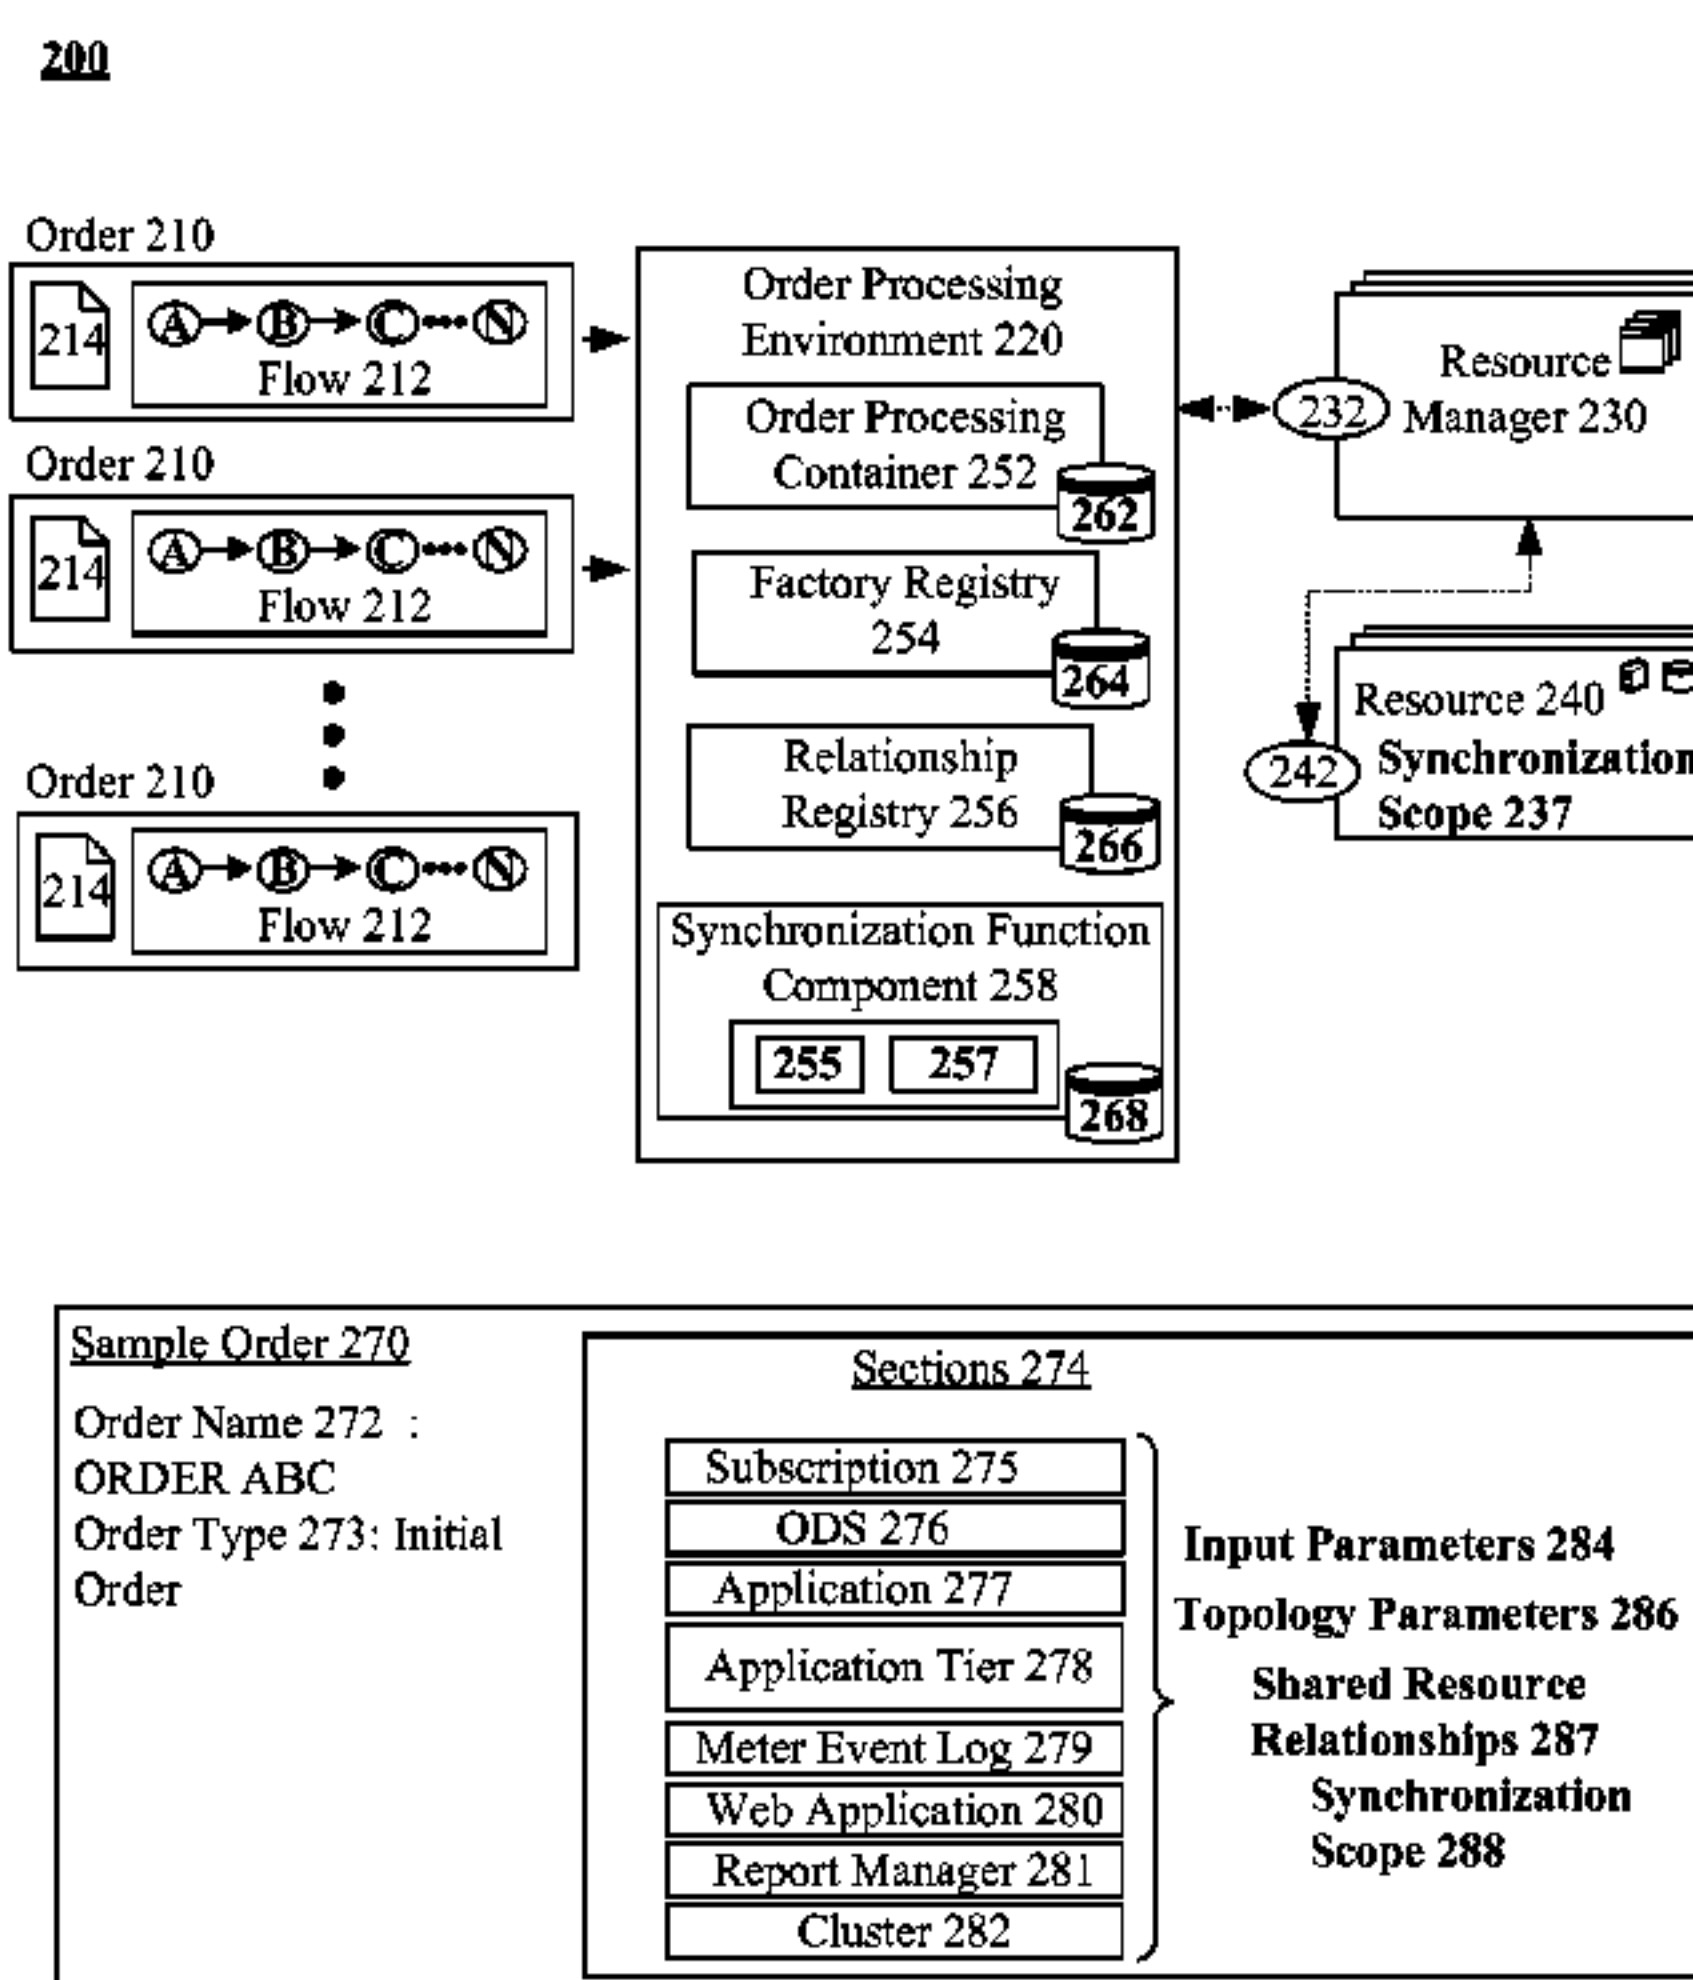 200
Order 210
214
A B C N
Flow 212
Order 210
214
A B C N
Flow 212
Order 210
214
A B C N
Flow 212
Order Processing
Environment 220
Order Processing
Container 252
262
Factory Registry
254
264
Relationship
Registry 256
266
Synchronization Function
Component 258
255 257
268
232
Resource
Manager 230
242
Resource 240
Synchronization
Scope 237
Sample Order 270
Order Name 272 :
ORDER ABC
Order Type 273: Initial
Order
Sections 274
Subscription 275
ODS 276
Application 277
Application Tier 278
Meter Event Log 279
Web Application 280
Report Manager 281
Cluster 282
Input Parameters 284
Topology Parameters 286
Shared Resource
Relationships 287
Synchronization
Scope 288